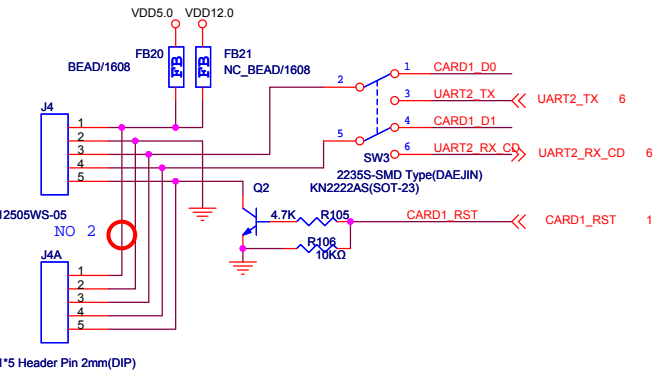 VDD5.0 VDD12.0
FB20 FB21
BEAD/1608 NC_BEAD/1608
FB FB
J4
1
2
3
4
5
12505WS-05
NO 2
J4A
1
2
3
4
5
1*5 Header Pin 2mm(DIP)
2 1 CARD1_D0
3 UART2_TX UART2_TX 6
5 4 CARD1_D1
6 UART2_RX_CD UART2_RX_CD 6
SW3
2235S-SMD Type(DAEJIN)
KN2222AS(SOT-23)
Q2
4.7K R105 CARD1_RST CARD1_RST 1
R106
10KΩ